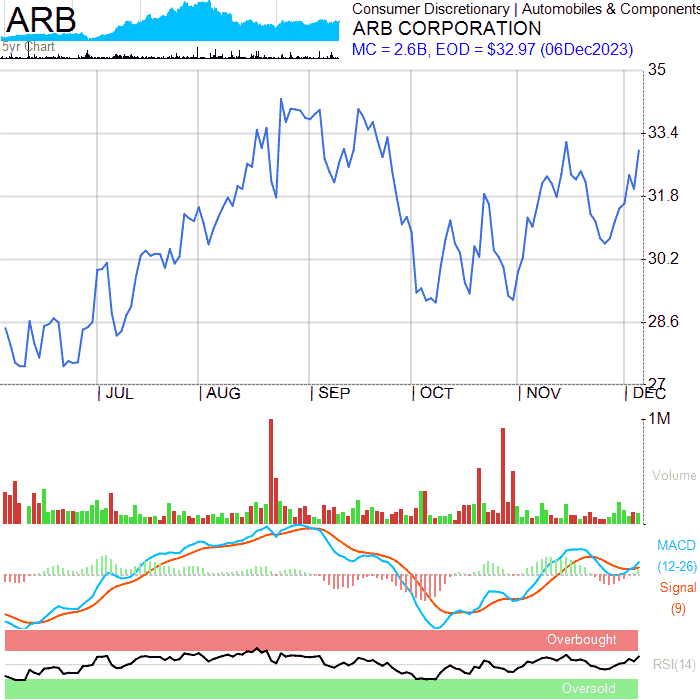 ARB
5yr Chart
Consumer Discretionary | Automobiles & Components
ARB CORPORATION
MC = 2.6B, EOD = $32.97 (06Dec2023)
35
33.4
31.8
30.2
28.6
27
JUL AUG SEP OCT NOV DEC
1M
Volume
MACD
(12-26)
Signal
(9)
Overbought
RSI(14)
Oversold